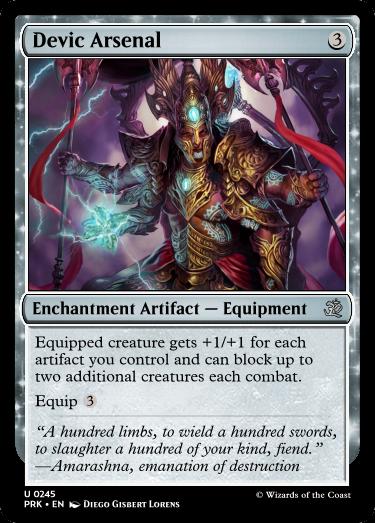 Devic Arsenal 3
Enchantment Artifact — Equipment
Equipped creature gets +1/+1 for each
artifact you control and can block up to
two additional creatures each combat.
Equip 3
“A hundred limbs, to wield a hundred swords,
to slaughter a hundred of your kind, fiend.”
—Amarashna, emanation of destruction
U 0245
PRK • EN Diego Gisbert Lorens
© Wizards of the Coast